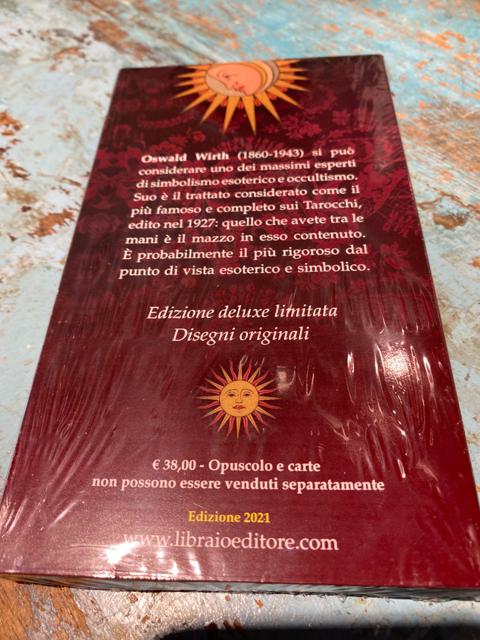 Oswald Wirth (1860-1943) si può
considerare uno dei massimi esperti
di simbolismo esoterico e occultismo.
Suo è il trattato considerato come il
più famoso e completo sui Tarocchi,
edito nel 1927: quello che avete tra le
mani è il mazzo in esso contenuto.
È probabilmente il più rigoroso dal
punto di vista esoterico e simbolico.
Edizione deluxe limitata
Disegni originali
€ 38,00 - Opuscolo e carte
non possono essere venduti separatamente
Edizione 2021
www.libraioeditore.com